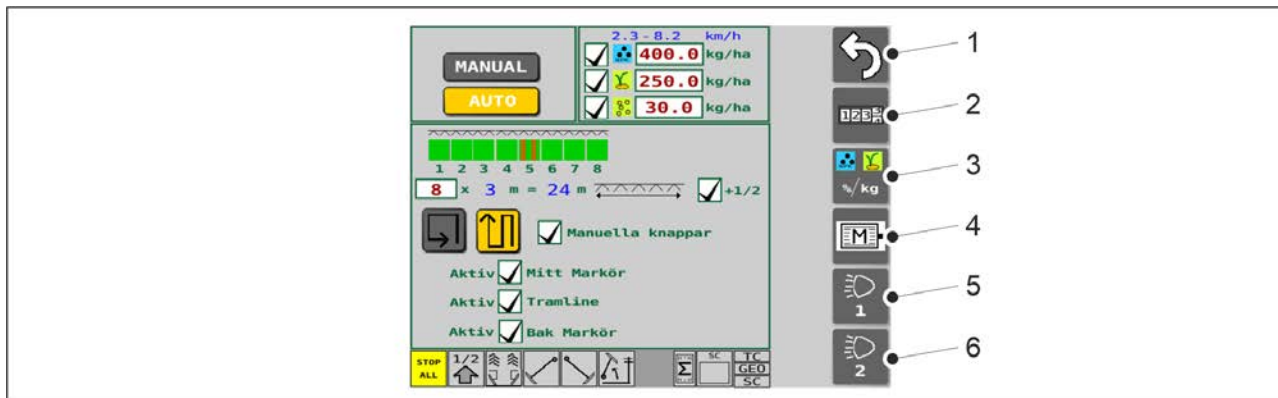 2.3-8.2 km/h
MANUAL
AUTO
400.0 kg/ha
250.0 kg/ha
30.0 kg/ha
1 2 3 4 5 6 7 8
8 x 3 m = 24 m +1/2
Manuella knappar
Aktiv Mitt Markör
Aktiv Tramline
Aktiv Bak Markör
STOP
ALL
1/2
Σ
SC
TC
GEO
SC
1
123
2
%/kg
3
M
4
1
5
2
6